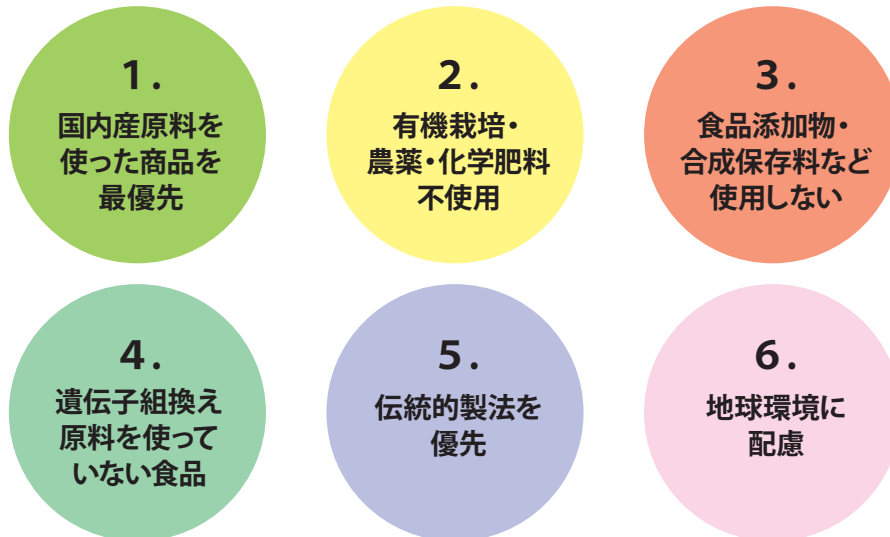 1.
国内産原料を
使った商品を
最優先
2.
有機栽培・
農薬・化学肥料
不使用
3.
食品添加物・
合成保存料など
使用しない
4.
遺伝子組換え
原料を使って
いない食品
5.
伝統的製法を
優先
6.
地球環境に
配慮